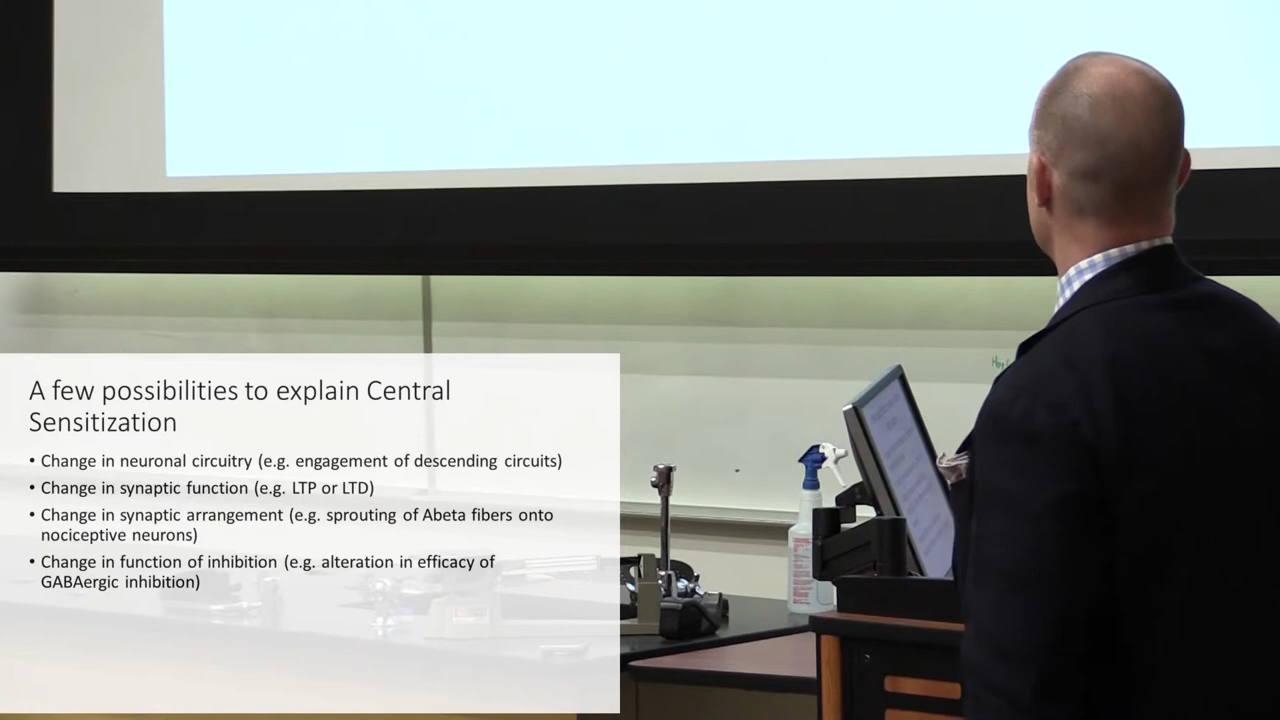 A few possibilities to explain Central
Sensitization
• Change in neuronal circuitry (e.g. engagement of descending circuits)
• Change in synaptic function (e.g. LTP or LTD)
• Change in synaptic arrangement (e.g. sprouting of Abeta fibers onto
nociceptive neurons)
• Change in function of inhibition (e.g. alteration in efficacy of
GABAergic inhibition)